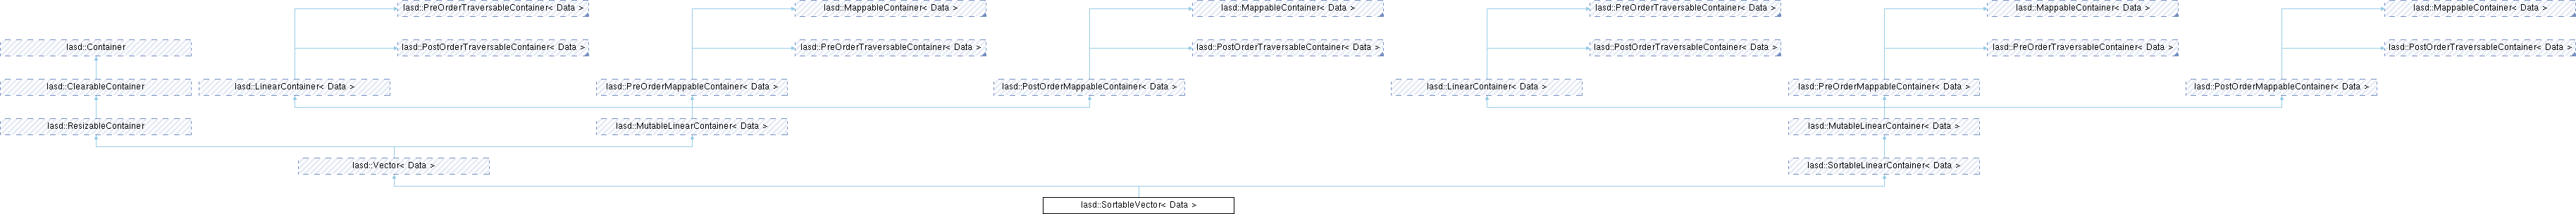 lasd::PreOrderTraversableContainer< Data >
lasd::MappableContainer< Data >
lasd::MappableContainer< Data >
lasd::PreOrderTraversableContainer< Data >
lasd::MappableContainer< Data >
lasd::MappableContainer< Data >
lasd::Container
lasd::PostOrderTraversableContainer< Data >
lasd::PreOrderTraversableContainer< Data >
lasd::PostOrderTraversableContainer< Data >
lasd::PostOrderTraversableContainer< Data >
lasd::PreOrderTraversableContainer< Data >
lasd::PostOrderTraversableContainer< Data >
lasd::ClearableContainer
lasd::LinearContainer< Data >
lasd::PreOrderMappableContainer< Data >
lasd::PostOrderMappableContainer< Data >
lasd::LinearContainer< Data >
lasd::PreOrderMappableContainer< Data >
lasd::PostOrderMappableContainer< Data >
lasd::ResizableContainer
lasd::MutableLinearContainer< Data >
lasd::MutableLinearContainer< Data >
lasd::Vector< Data >
lasd::SortableLinearContainer< Data >
lasd::SortableVector< Data >